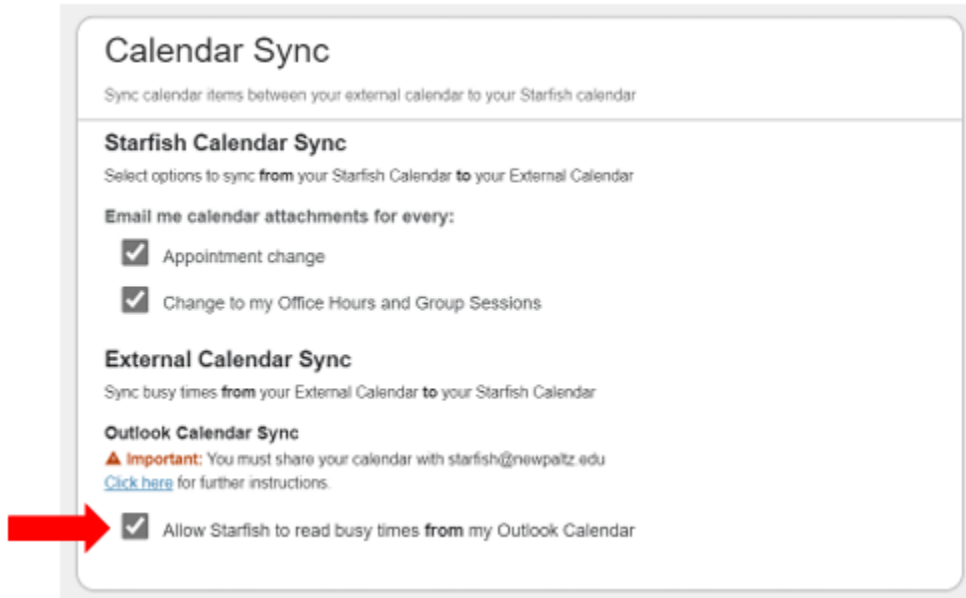 Calendar Sync
Sync calendar items between your external calendar to your Starfish calendar
Starfish Calendar Sync
Select options to sync from your Starfish Calendar to your External Calendar
Email me calendar attachments for every:
Appointment change
Change to my Office Hours and Group Sessions
External Calendar Sync
Sync busy times from your External Calendar to your Starfish Calendar
Outlook Calendar Sync
Important: You must share your calendar with starfish@newpaltz.edu
Click here for further instructions.
Allow Starfish to read busy times from my Outlook Calendar